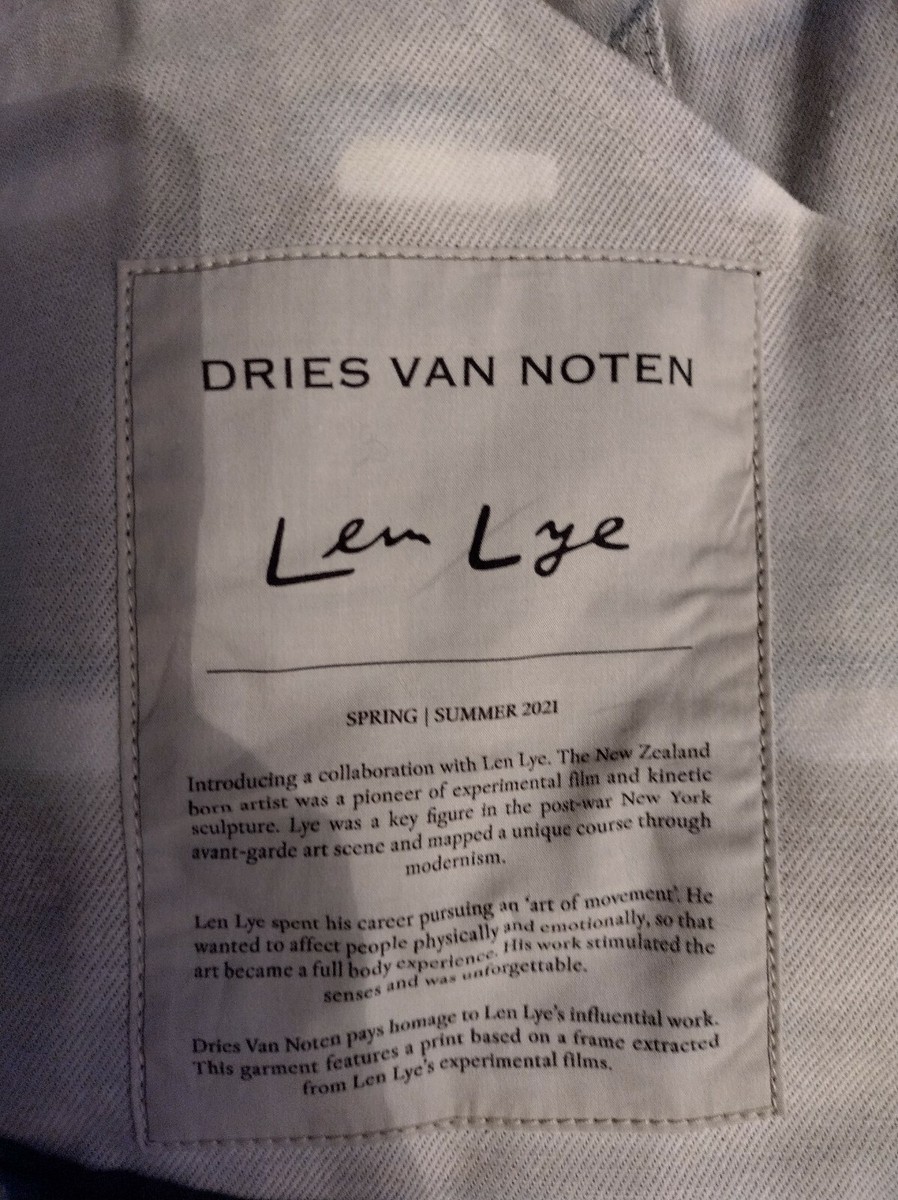 DRIES VAN NOTEN
Len Lye
SPRING | SUMMER 2021
Introducing a collaboration with Len Lye. The New Zealand
born artist was a pioneer of experimental film and kinetic
sculpture. Lye was a key figure in the post-war New York
avant-garde art scene and mapped a unique course through
modernism.
Len Lye spent his career pursuing an 'art of movement'. He
wanted to affect people physically and emotionally, so that
art became a full body experience. His work stimulated the
senses and was unforgettable.
Dries Van Noten pays homage to Len Lye's influential work.
This garment features a print based on a frame extracted
from Len Lye's experimental films.